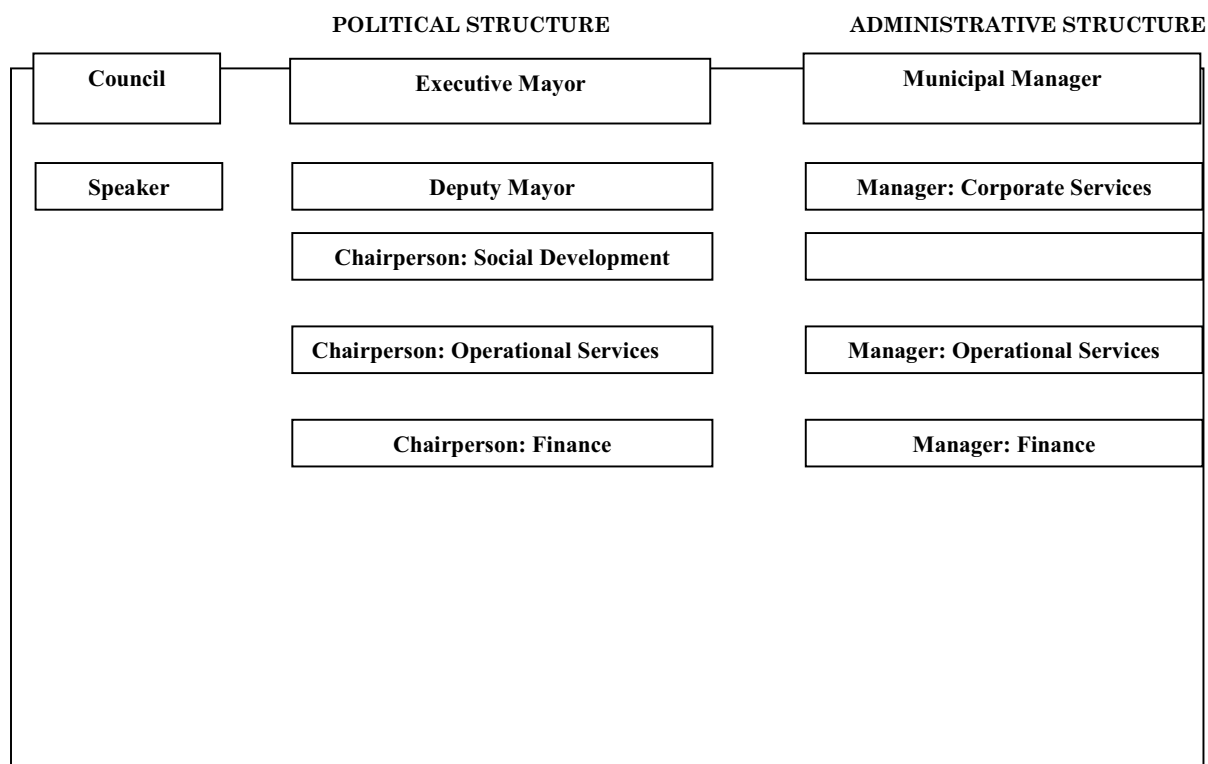 POLITICAL STRUCTURE
ADMINISTRATIVE STRUCTURE
Council
Executive Mayor
Municipal Manager
Speaker
Deputy Mayor
Manager: Corporate Services
Chairperson: Social Development
Chairperson: Operational Services
Manager: Operational Services
Chairperson: Finance
Manager: Finance